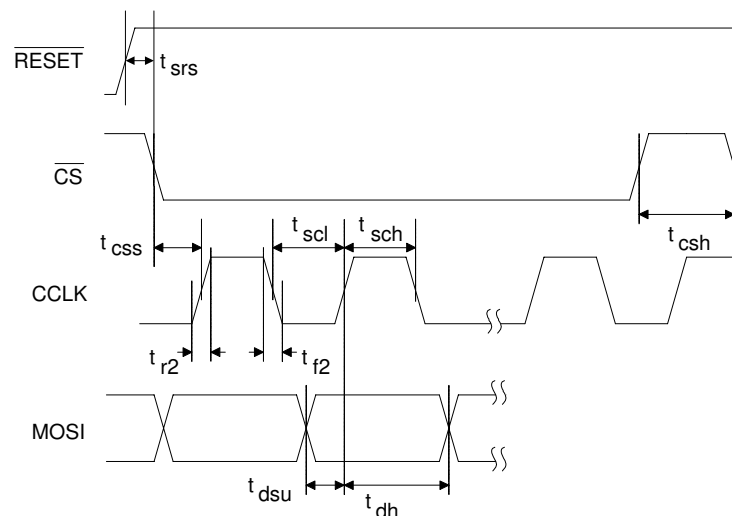 RESET
t srs
CS
t css
t scl
t sch
t csh
CCLK
t r2
t f2
MOSI
t dsu
t dh